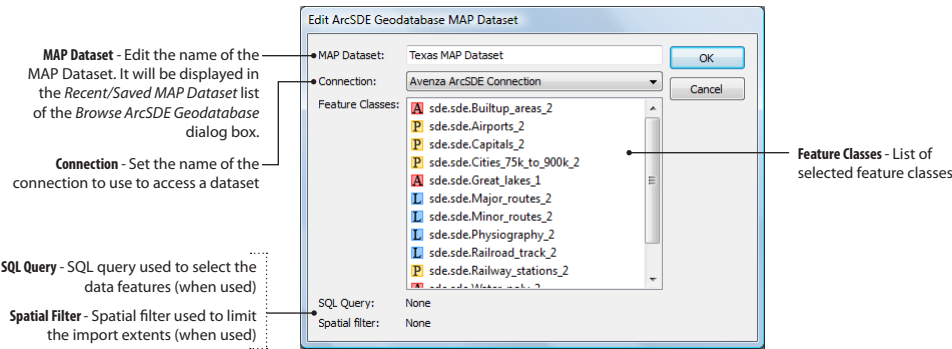 Edit ArcSDE Geodatabase MAP Dataset
MAP Dataset - Edit the name of the
MAP Dataset. It will be displayed in
the Recent/Saved MAP Dataset list
of the Browse ArcSDE Geodatabase
dialog box.
Connection - Set the name of the
connection to use to access a dataset
SQL Query - SQL query used to select the
data features (when used)
Spatial Filter - Spatial filter used to limit
the import extents (when used)
MAP Dataset: Texas MAP Dataset
OK
Connection: Avenza ArcSDE Connection
Cancel
Feature Classes:
A sde.sde.Builtup_areas_2
P sde.sde.Airports_2
P sde.sde.Capitals_2
P sde.sde.Cities_75k_to_900k_2
A sde.sde.Great_lakes_1
L sde.sde.Major_routes_2
L sde.sde.Minor_routes_2
L sde.sde.Physiography_2
L sde.sde.Railroad_track_2
P sde.sde.Railway_stations_2
A sde.sde.Water_poly_2
SQL Query: None
Spatial filter: None
Feature Classes - List of
selected feature classes